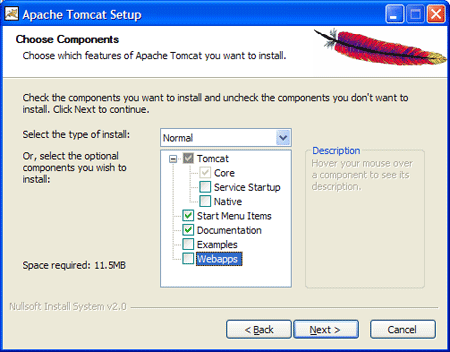 Apache Tomcat Setup
Choose Components
Choose which features of Apache Tomcat you want to install.
Check the components you want to install and uncheck the components you don't want to
install. Click Next to continue.
Select the type of install:
Normal
Or, select the optional
components you wish to
install:
Tomcat
Core
Service Startup
Native
Start Menu Items
Documentation
Examples
Webapps
Description
Hover your mouse over
a component to see its
description.
Space required: 11.5MB
Nullsoft Install System v2.0
< Back
Next >
Cancel